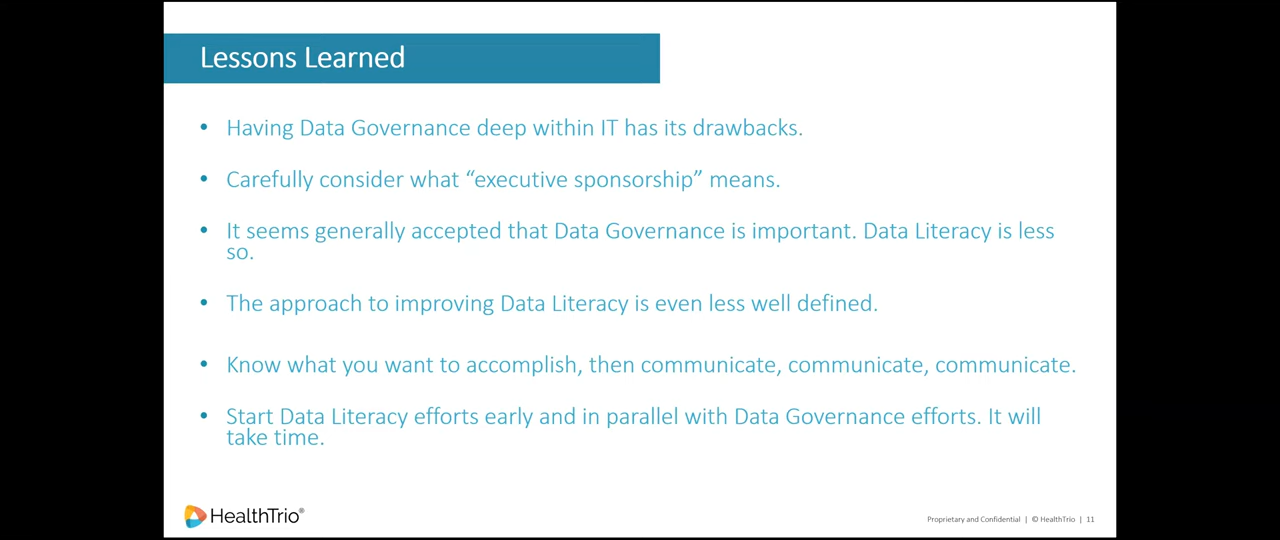 Lessons Learned
• Having Data Governance deep within IT has its drawbacks.
• Carefully consider what “executive sponsorship” means.
• It seems generally accepted that Data Governance is important. Data Literacy is less
so.
• The approach to improving Data Literacy is even less well defined.
• Know what you want to accomplish, then communicate, communicate, communicate.
• Start Data Literacy efforts early and in parallel with Data Governance efforts. It will
take time.
HealthTrio®
Proprietary and Confidential | © HealthTrio | 11